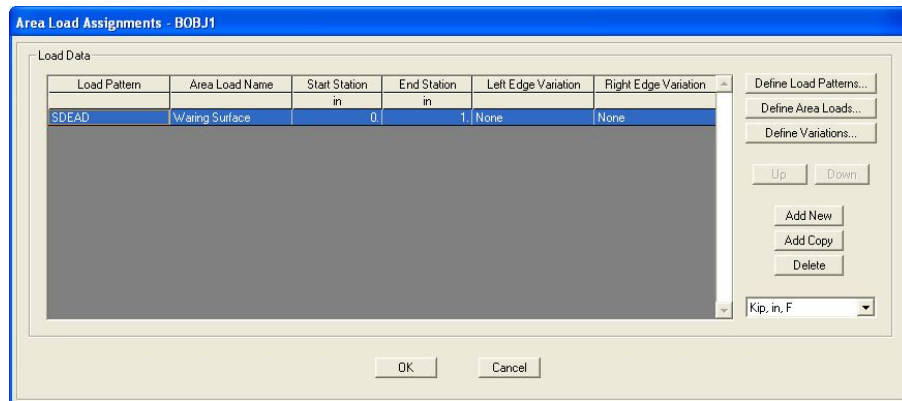 Area Load Assignments - BOBJ1
Load Data
Load Pattern Area Load Name Start Station End Station Left Edge Variation Right Edge Variation
in in
SDEAD Waring Surface 0. 1. None None
Define Load Patterns...
Define Area Loads...
Define Variations...
Up Down
Add New
Add Copy
Delete
Kip, in, F
OK Cancel